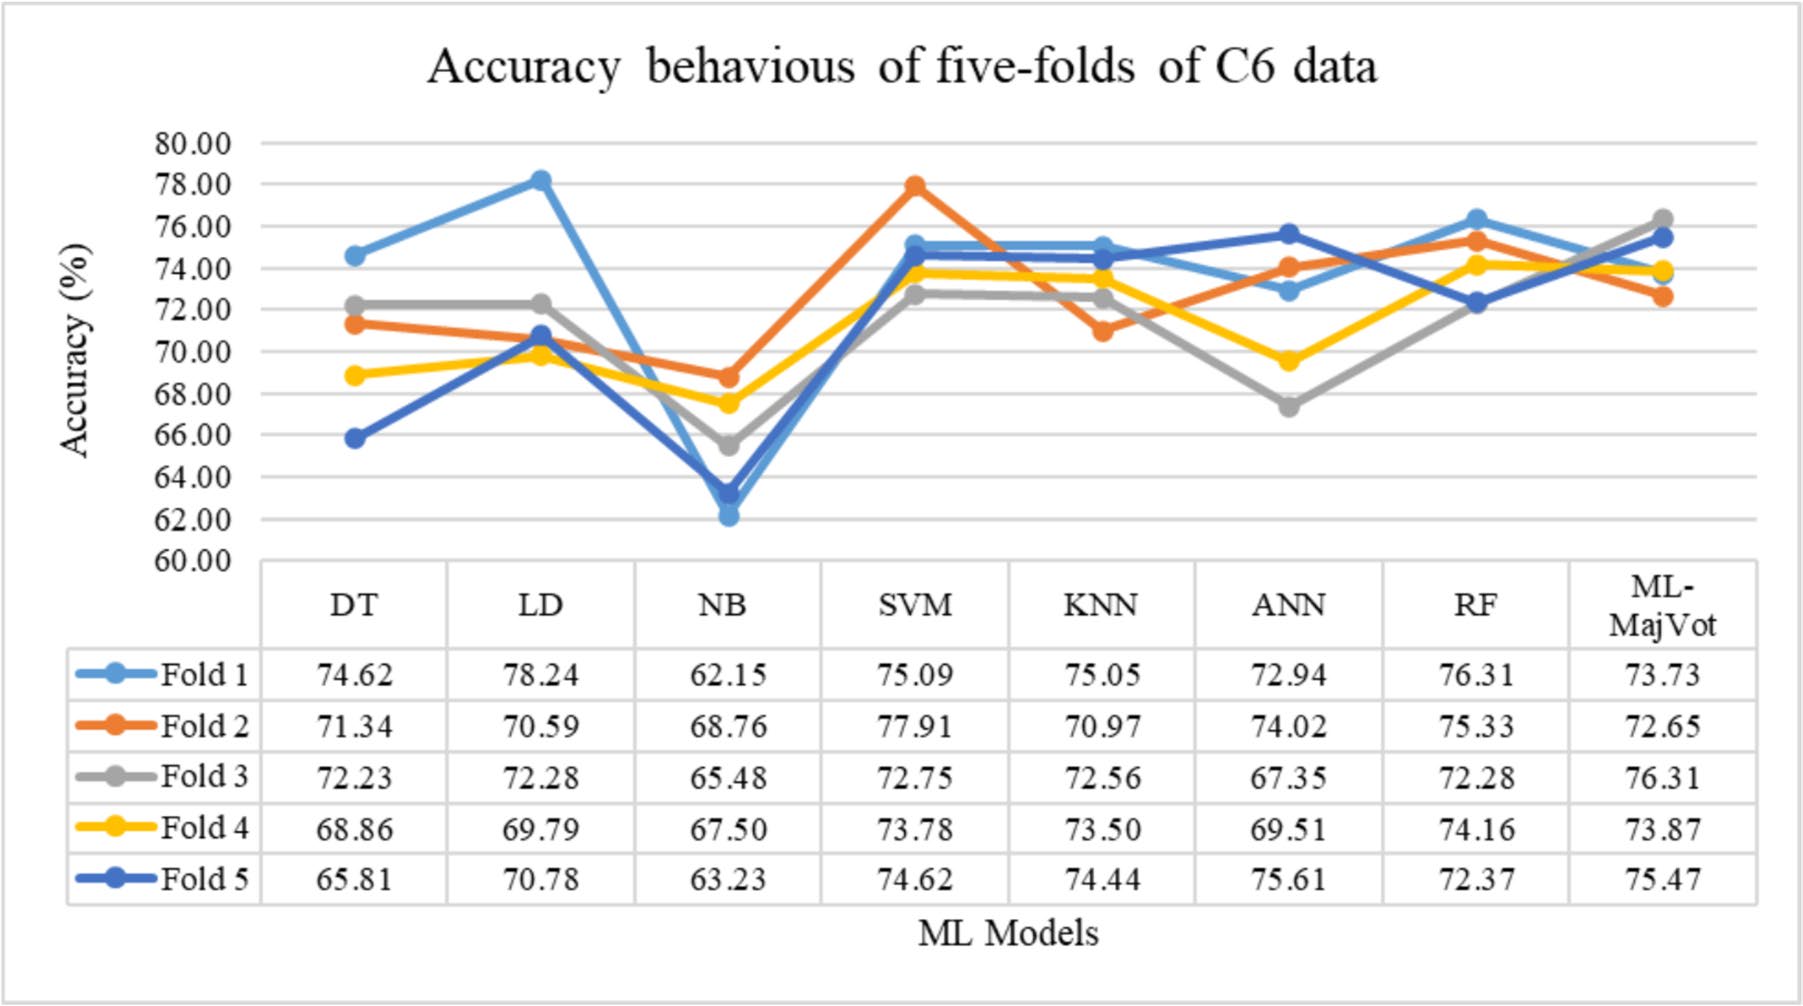 Accuracy behavious of five-folds of C6 data
80.00
78.00
76.00
74.00
72.00
70.00
68.00
66.00
64.00
62.00
60.00
Accuracy (%)
DT LD NB SVM KNN ANN RF ML-
MajVot
Fold 1 74.62 78.24 62.15 75.09 75.05 72.94 76.31 73.73
Fold 2 71.34 70.59 68.76 77.91 70.97 74.02 75.33 72.65
Fold 3 72.23 72.28 65.48 72.75 72.56 67.35 72.28 76.31
Fold 4 68.86 69.79 67.50 73.78 73.50 69.51 74.16 73.87
Fold 5 65.81 70.78 63.23 74.62 74.44 75.61 72.37 75.47
ML Models